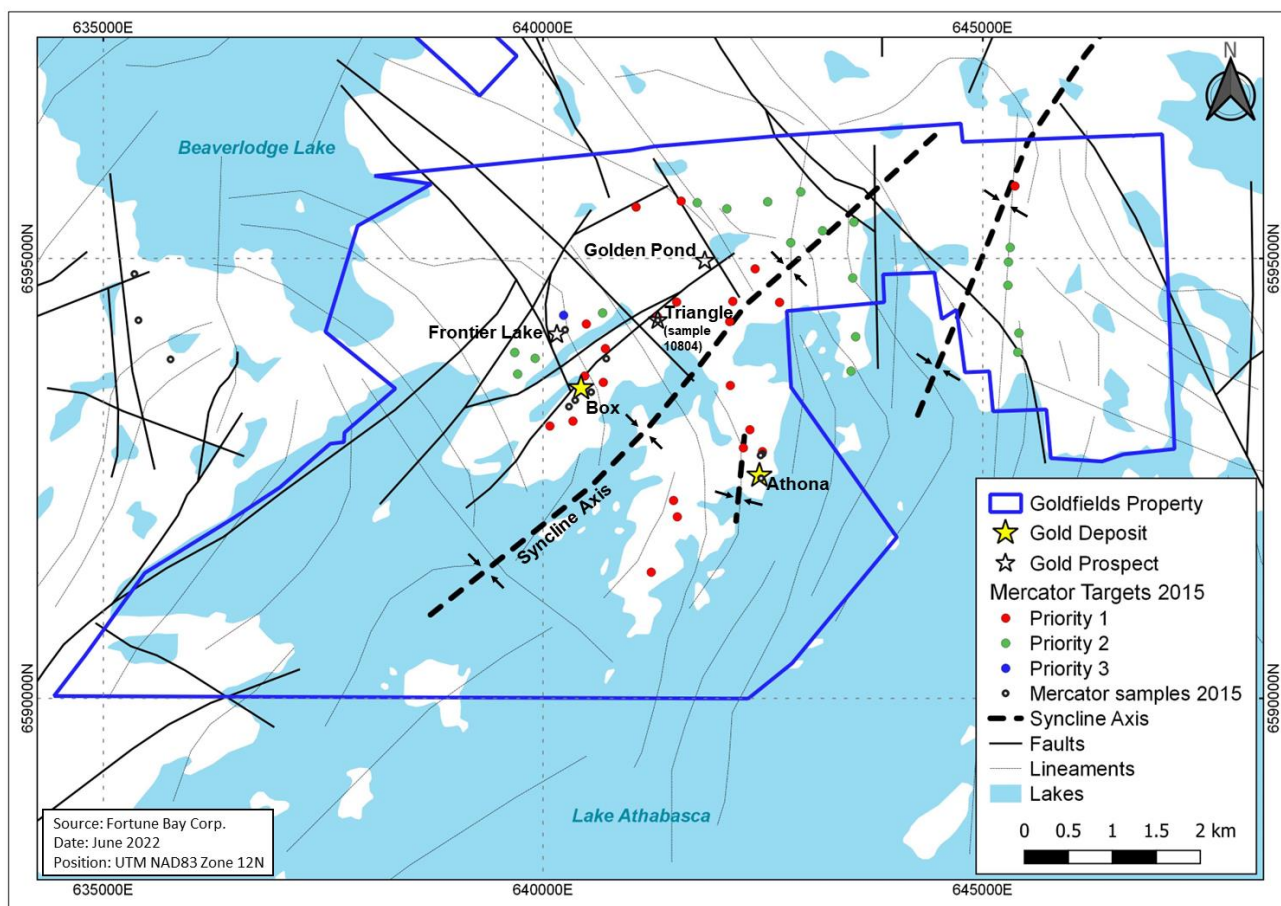 635000E
640000E
645000E
N
Beaverlodge Lake
6595000N
6595000N
Golden Pond
Triangle
(sample
10804)
Frontier Lake
Box
Athona
Syncline Axis
Goldfields Property
Gold Deposit
Gold Prospect
Mercator Targets 2015
Priority 1
Priority 2
Priority 3
Mercator samples 2015
Syncline Axis
Faults
Lineaments
Lakes
0 0.5 1 1.5 2 km
6590000N
6590000N
Lake Athabasca
Source: Fortune Bay Corp.
Date: June 2022
Position: UTM NAD83 Zone 12N
635000E
640000E
645000E